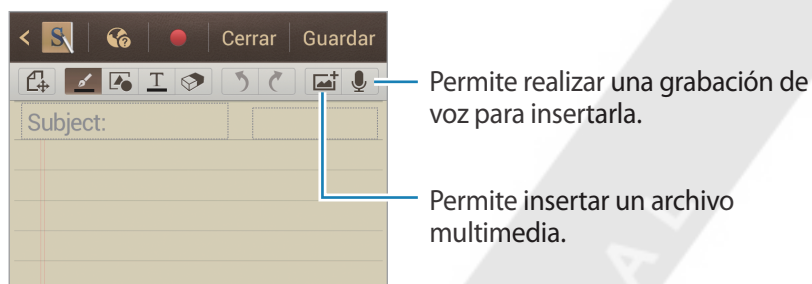 Cerrar Guardar
Subject:
Permite realizar una grabación de
voz para insertarla.
Permite insertar un archivo
multimedia.